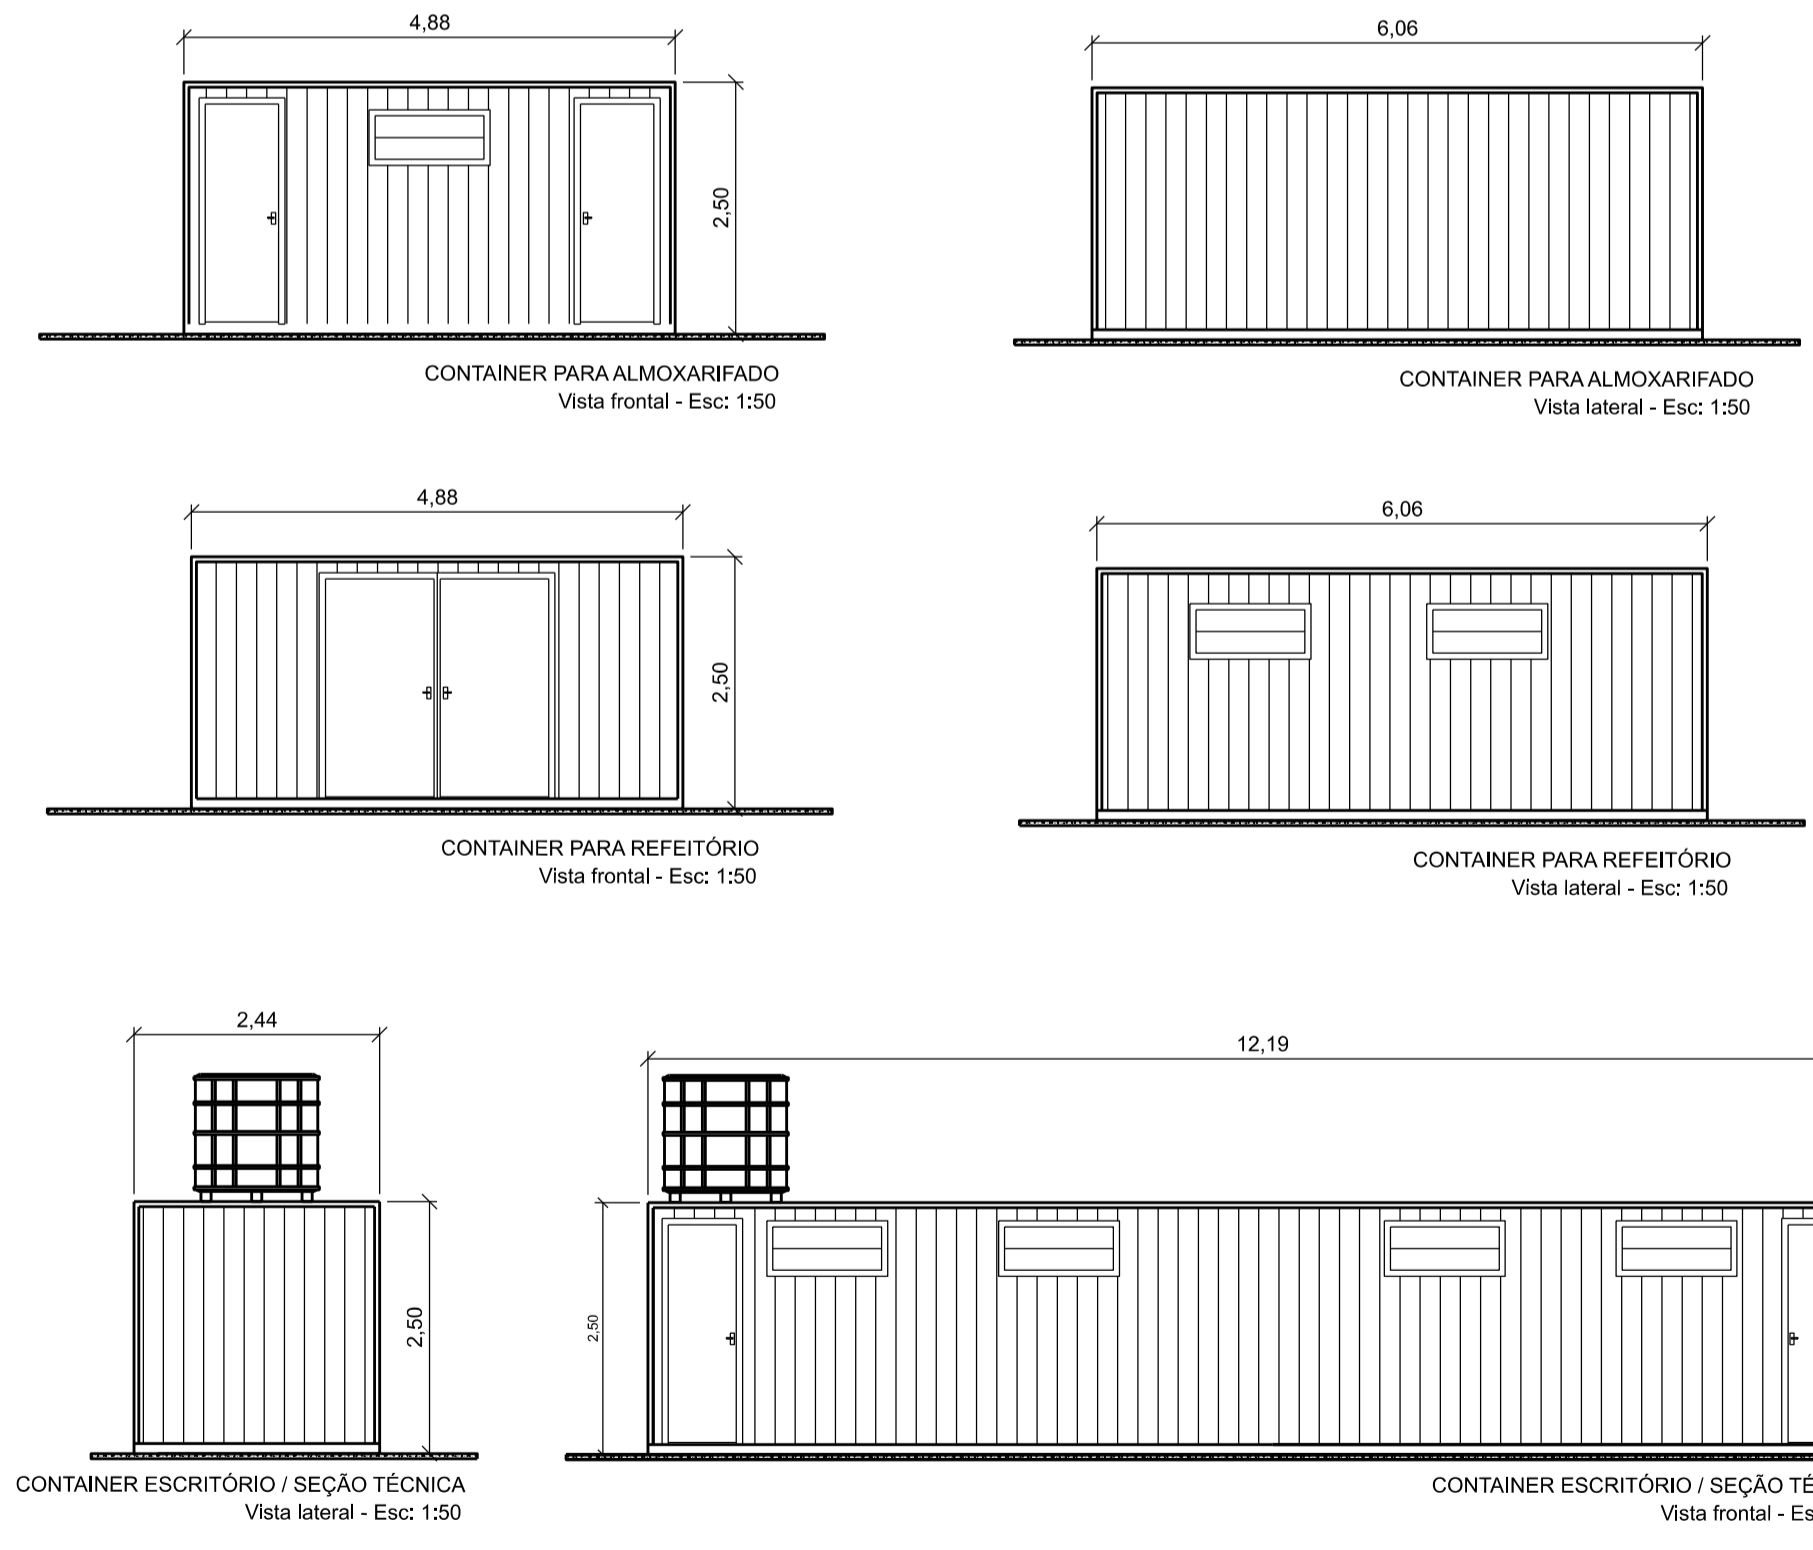 4,88
6,06
2,50
CONTAINER PARA ALMOXARIFADO
Vista frontal - Esc: 1:50
CONTAINER PARA ALMOXARIFADO
Vista lateral - Esc: 1:50
4,88
6,06
2,50
CONTAINER PARA REFEITÓRIO
Vista frontal - Esc: 1:50
CONTAINER PARA REFEITÓRIO
Vista lateral - Esc: 1:50
2,44
12,19
2,50
2,50
CONTAINER ESCRITÓRIO / SEÇÃO TÉCNICA
Vista lateral - Esc: 1:50
CONTAINER ESCRITÓRIO / SEÇÃO TÉ
Vista frontal - Es